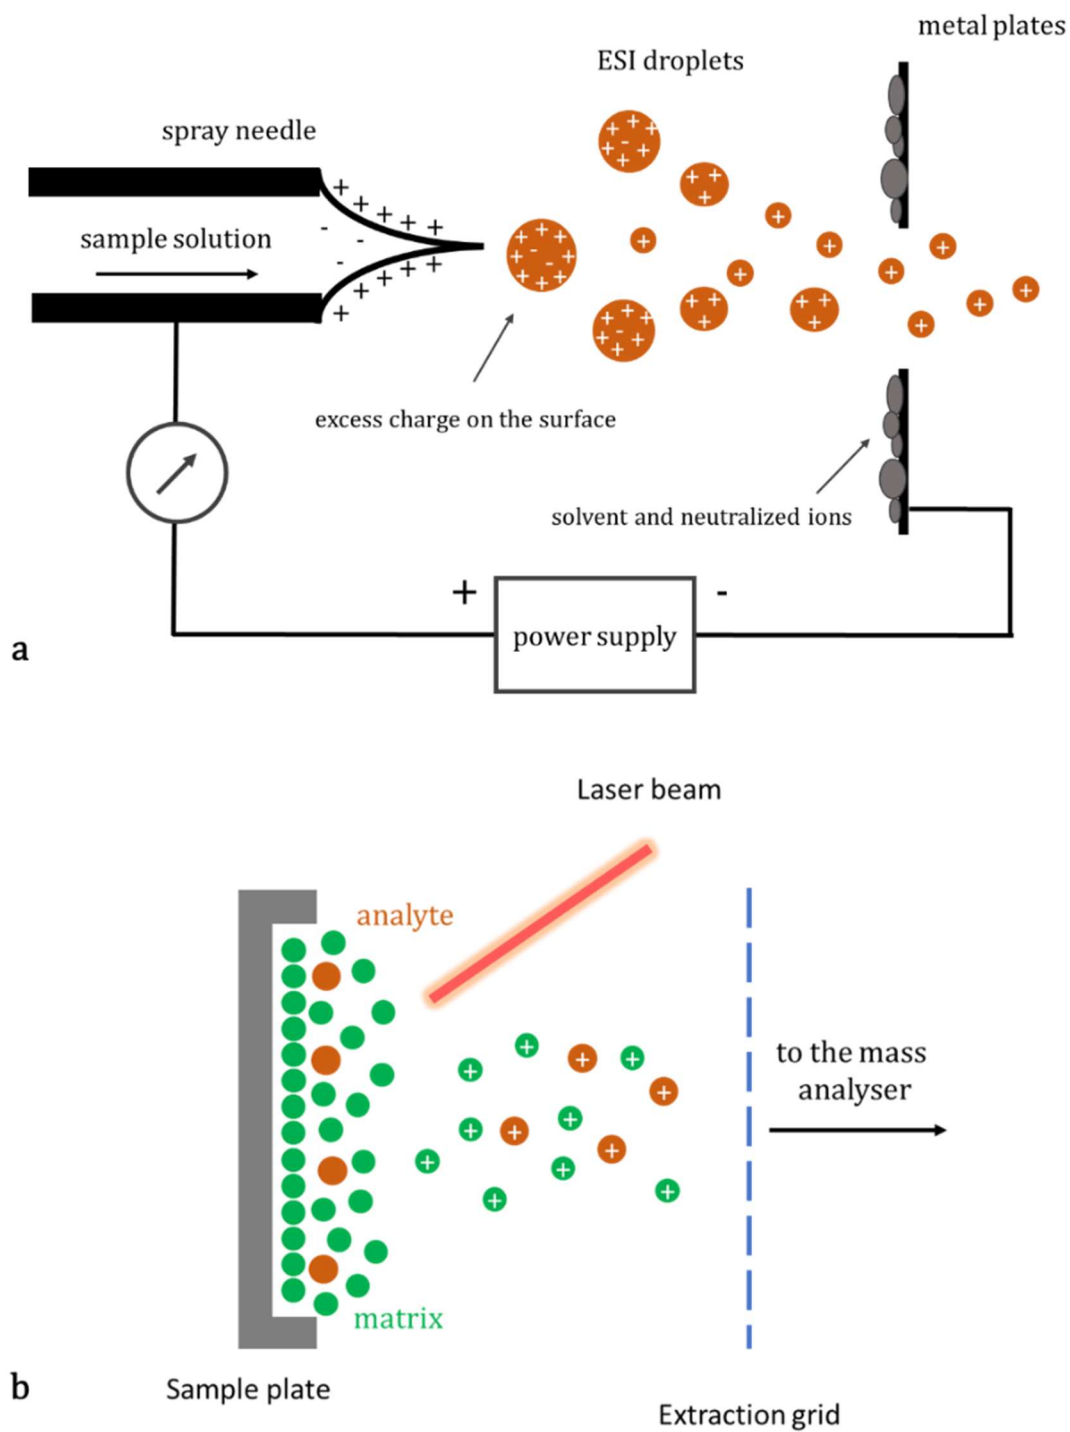 metal plates
ESI droplets
spray needle
sample solution
excess charge on the surface
solvent and neutralized ions
+
-
power supply
a
Laser beam
analyte
to the mass
analyser
matrix
b
Sample plate
Extraction grid